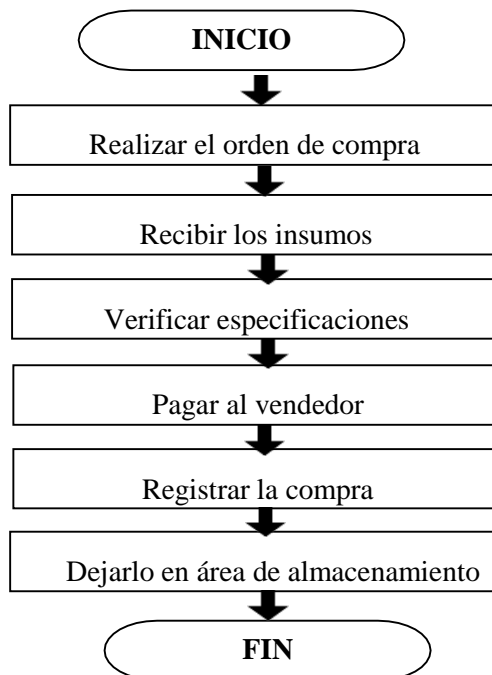 INICIO
Realizar el orden de compra
Recibir los insumos
Verificar especificaciones
Pagar al vendedor
Registrar la compra
Dejarlo en área de almacenamiento
FIN